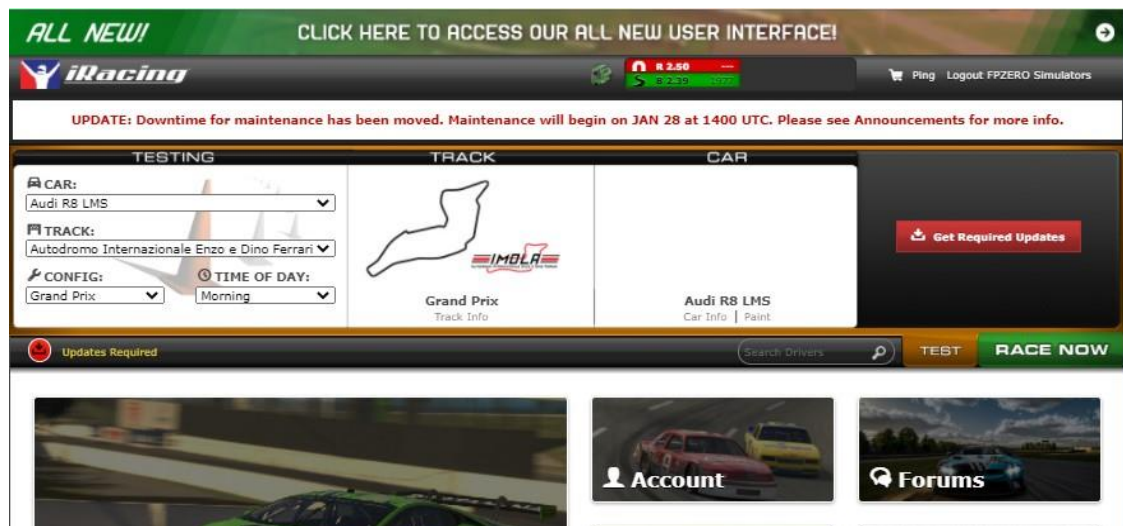 ALL NEW!
CLICK HERE TO ACCESS OUR ALL NEW USER INTERFACE!
iRacing
R 2.50 ---
B 2.39 1977
Ping Logout FPZERO Simulators
UPDATE: Downtime for maintenance has been moved. Maintenance will begin on JAN 28 at 1400 UTC. Please see Announcements for more info.
TESTING
TRACK
CAR
CAR:
Audi R8 LMS
TRACK:
Autodromo Internazionale Enzo e Dino Ferrari
CONFIG:
TIME OF DAY:
Grand Prix
Morning
IMOLA
Grand Prix
Track Info
Audi R8 LMS
Car Info | Paint
Get Required Updates
Updates Required
Search Drivers
TEST
RACE NOW
Account
Forums